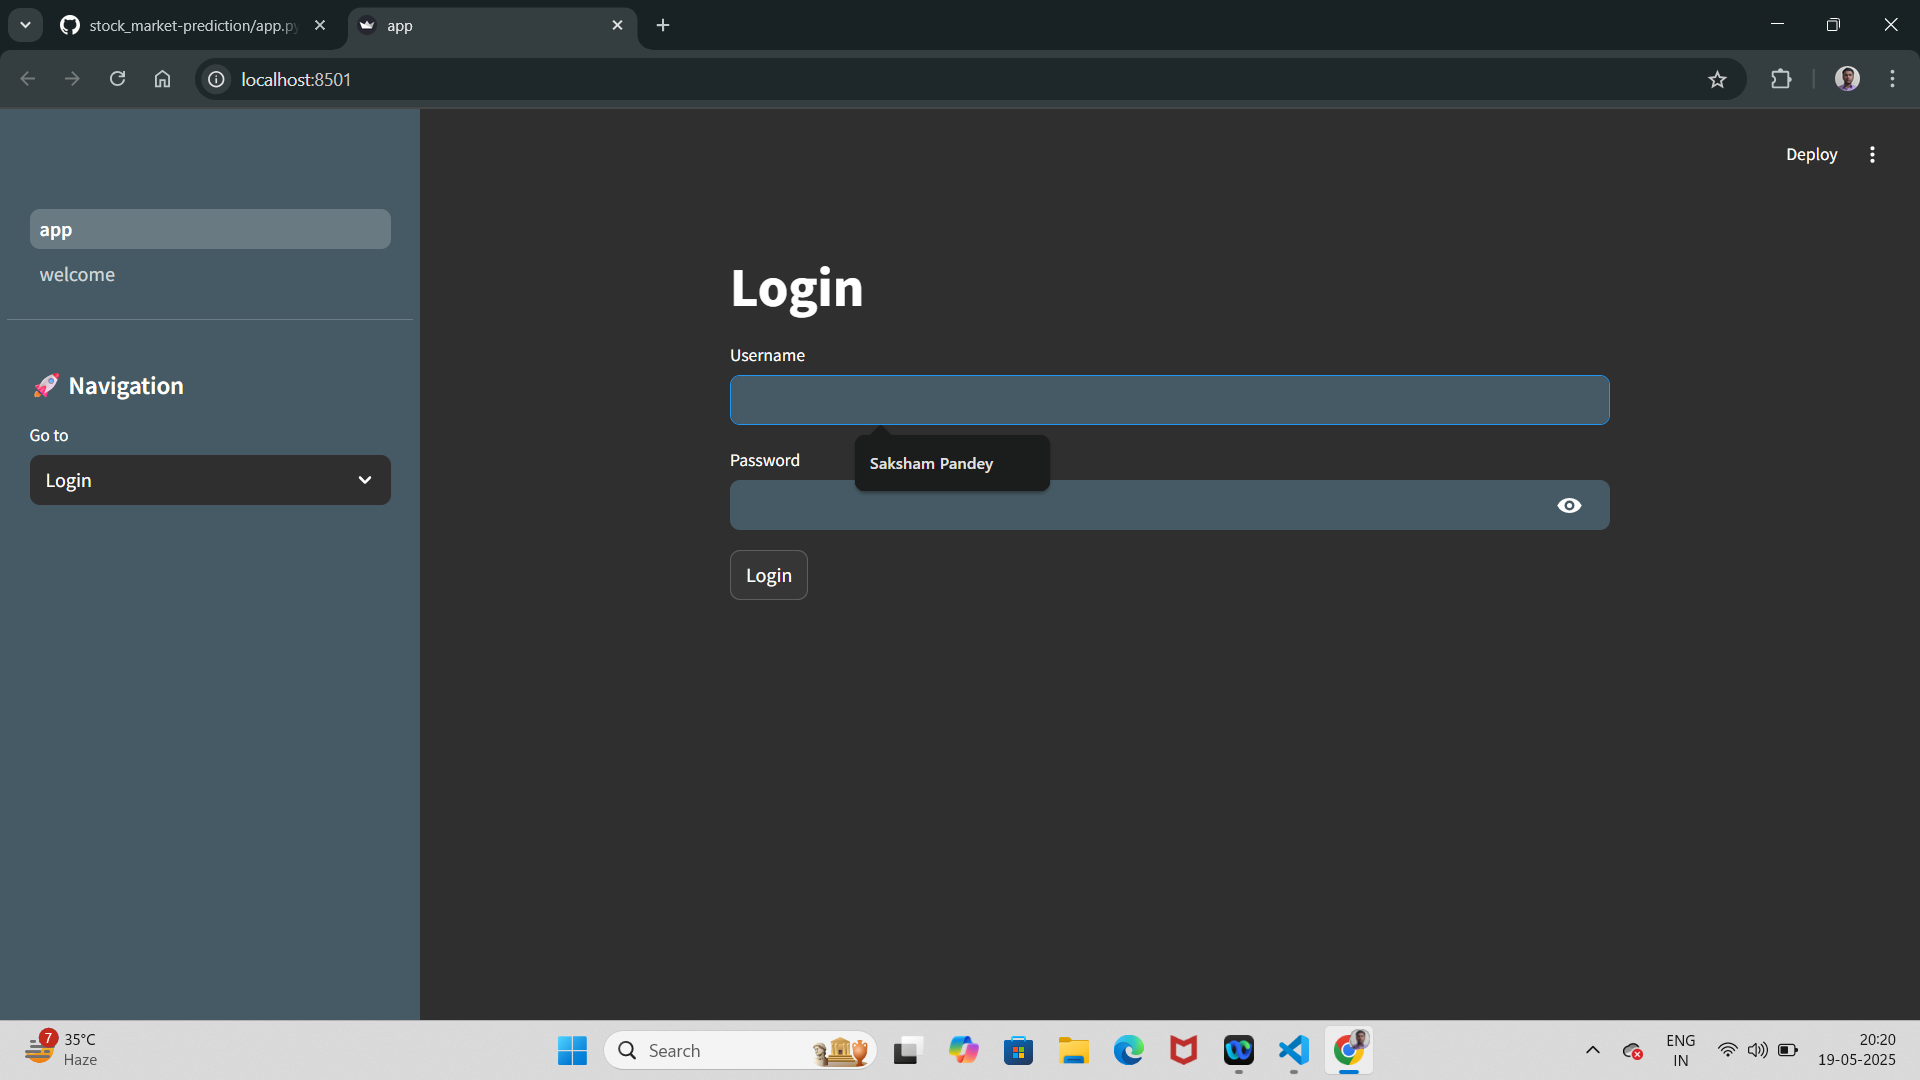 stock_market-prediction/app.py
app
localhost:8501
Deploy
app
welcome
🚀 Navigation
Go to
Login
Login
Username
Saksham Pandey
Password
Login
7
35°C
Haze
Search
ENG
IN
20:20
19-05-2025